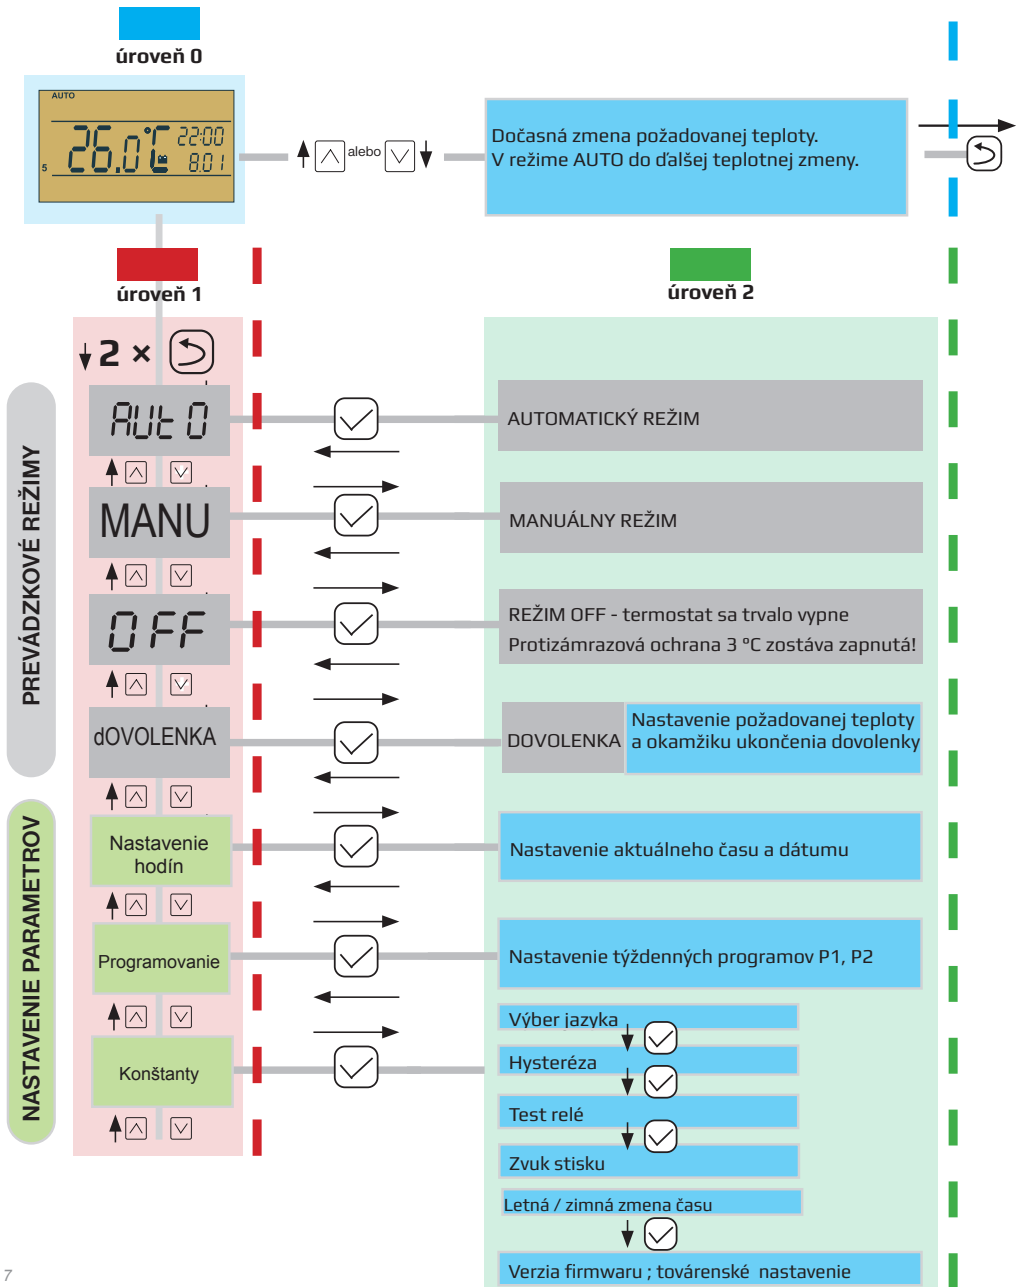 úroveň 0
AUTO
26.0°C
22:00
8.01
5
alebo
Dočasná zmena požadovanej teploty.
V režime AUTO do ďalšej teplotnej zmeny.
úroveň 1
úroveň 2
2 ×
PREVÁDZKOVÉ REŽIMY
AUtO
AUTOMATICKÝ REŽIM
MANU
MANUÁLNY REŽIM
OFF
REŽIM OFF - termostat sa trvalo vypne
Protizámrazová ochrana 3 °C zostáva zapnutá!
dOVOLENKA
DOVOLENKA
Nastavenie požadovanej teploty
a okamžiku ukončenia dovolenky
NASTAVENIE PARAMETROV
Nastavenie
hodín
Nastavenie aktuálneho času a dátumu
Programovanie
Nastavenie týždenných programov P1, P2
Konštanty
Výber jazyka
Hysteréza
Test relé
Zvuk stisku
Letná / zimná zmena času
Verzia firmwaru ; továrenské nastavenie
7